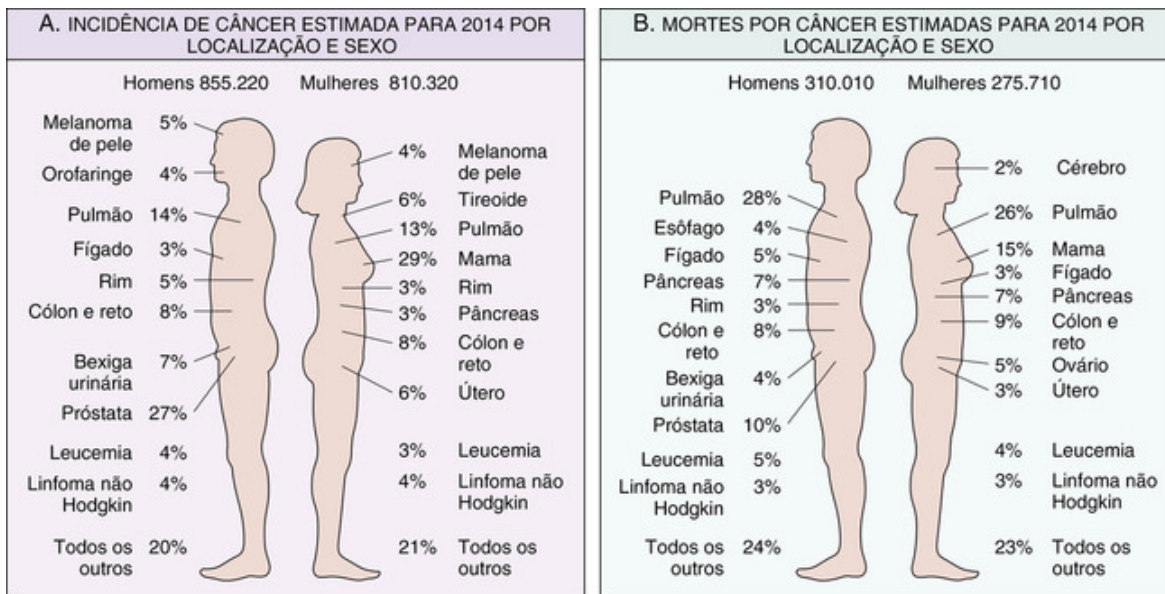 A. INCIDÊNCIA DE CÂNCER ESTIMADA PARA 2014 POR
LOCALIZAÇÃO E SEXO
Homens 855.220 Mulheres 810.320
Melanoma de pele 5%
Orofaringe 4%
Pulmão 14%
Fígado 3%
Rim 5%
Cólon e reto 8%
Bexiga urinária 7%
Próstata 27%
Leucemia 4%
Linfoma não Hodgkin 4%
Todos os outros 20%
4% Melanoma de pele
6% Tireoide
13% Pulmão
29% Mama
3% Rim
3% Pâncreas
8% Cólon e reto
6% Útero
3% Leucemia
4% Linfoma não Hodgkin
21% Todos os outros
B. MORTES POR CÂNCER ESTIMADAS PARA 2014 POR
LOCALIZAÇÃO E SEXO
Homens 310.010 Mulheres 275.710
Pulmão 28%
Esôfago 4%
Fígado 5%
Pâncreas 7%
Rim 3%
Cólon e reto 8%
Bexiga urinária 4%
Próstata 10%
Leucemia 5%
Linfoma não Hodgkin 3%
Todos os outros 24%
2% Cérebro
26% Pulmão
15% Mama
3% Fígado
7% Pâncreas
9% Cólon e reto
5% Ovário
3% Útero
4% Leucemia
3% Linfoma não Hodgkin
23% Todos os outros